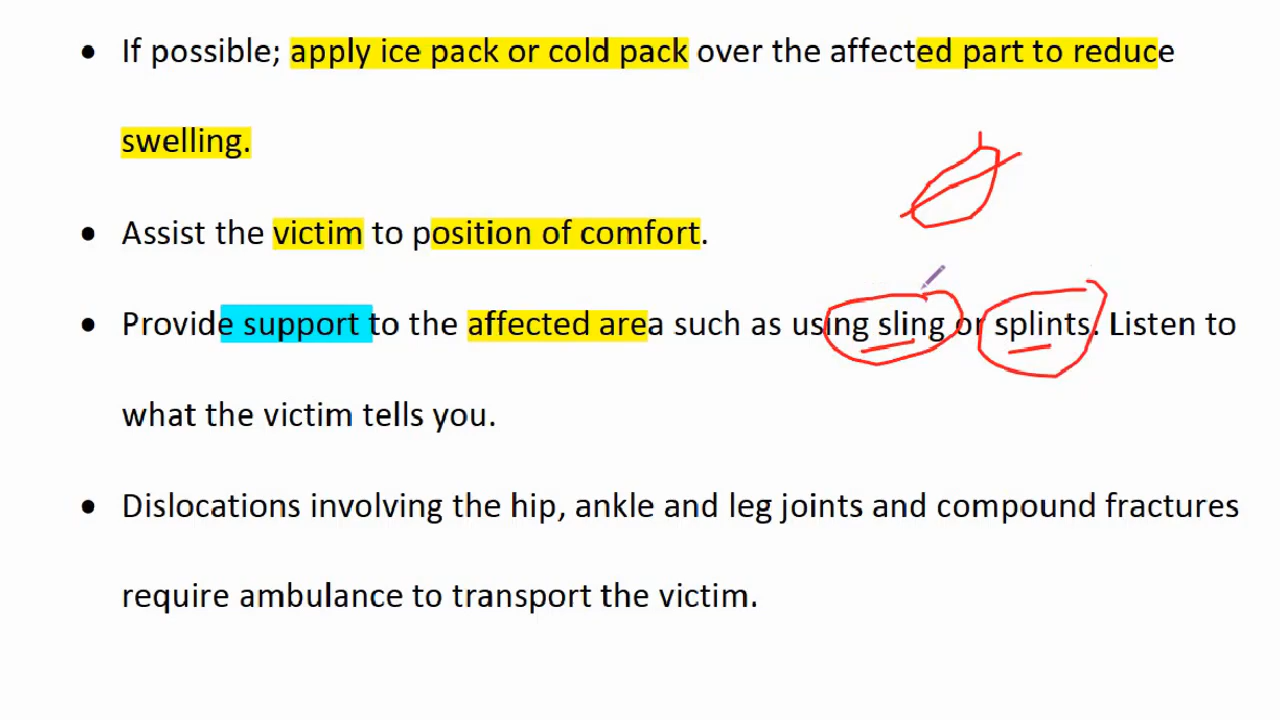 • If possible; apply ice pack or cold pack over the affected part to reduce
swelling.
• Assist the victim to position of comfort.
• Provide support to the affected area such as using sling or splints. Listen to
what the victim tells you.
• Dislocations involving the hip, ankle and leg joints and compound fractures
require ambulance to transport the victim.